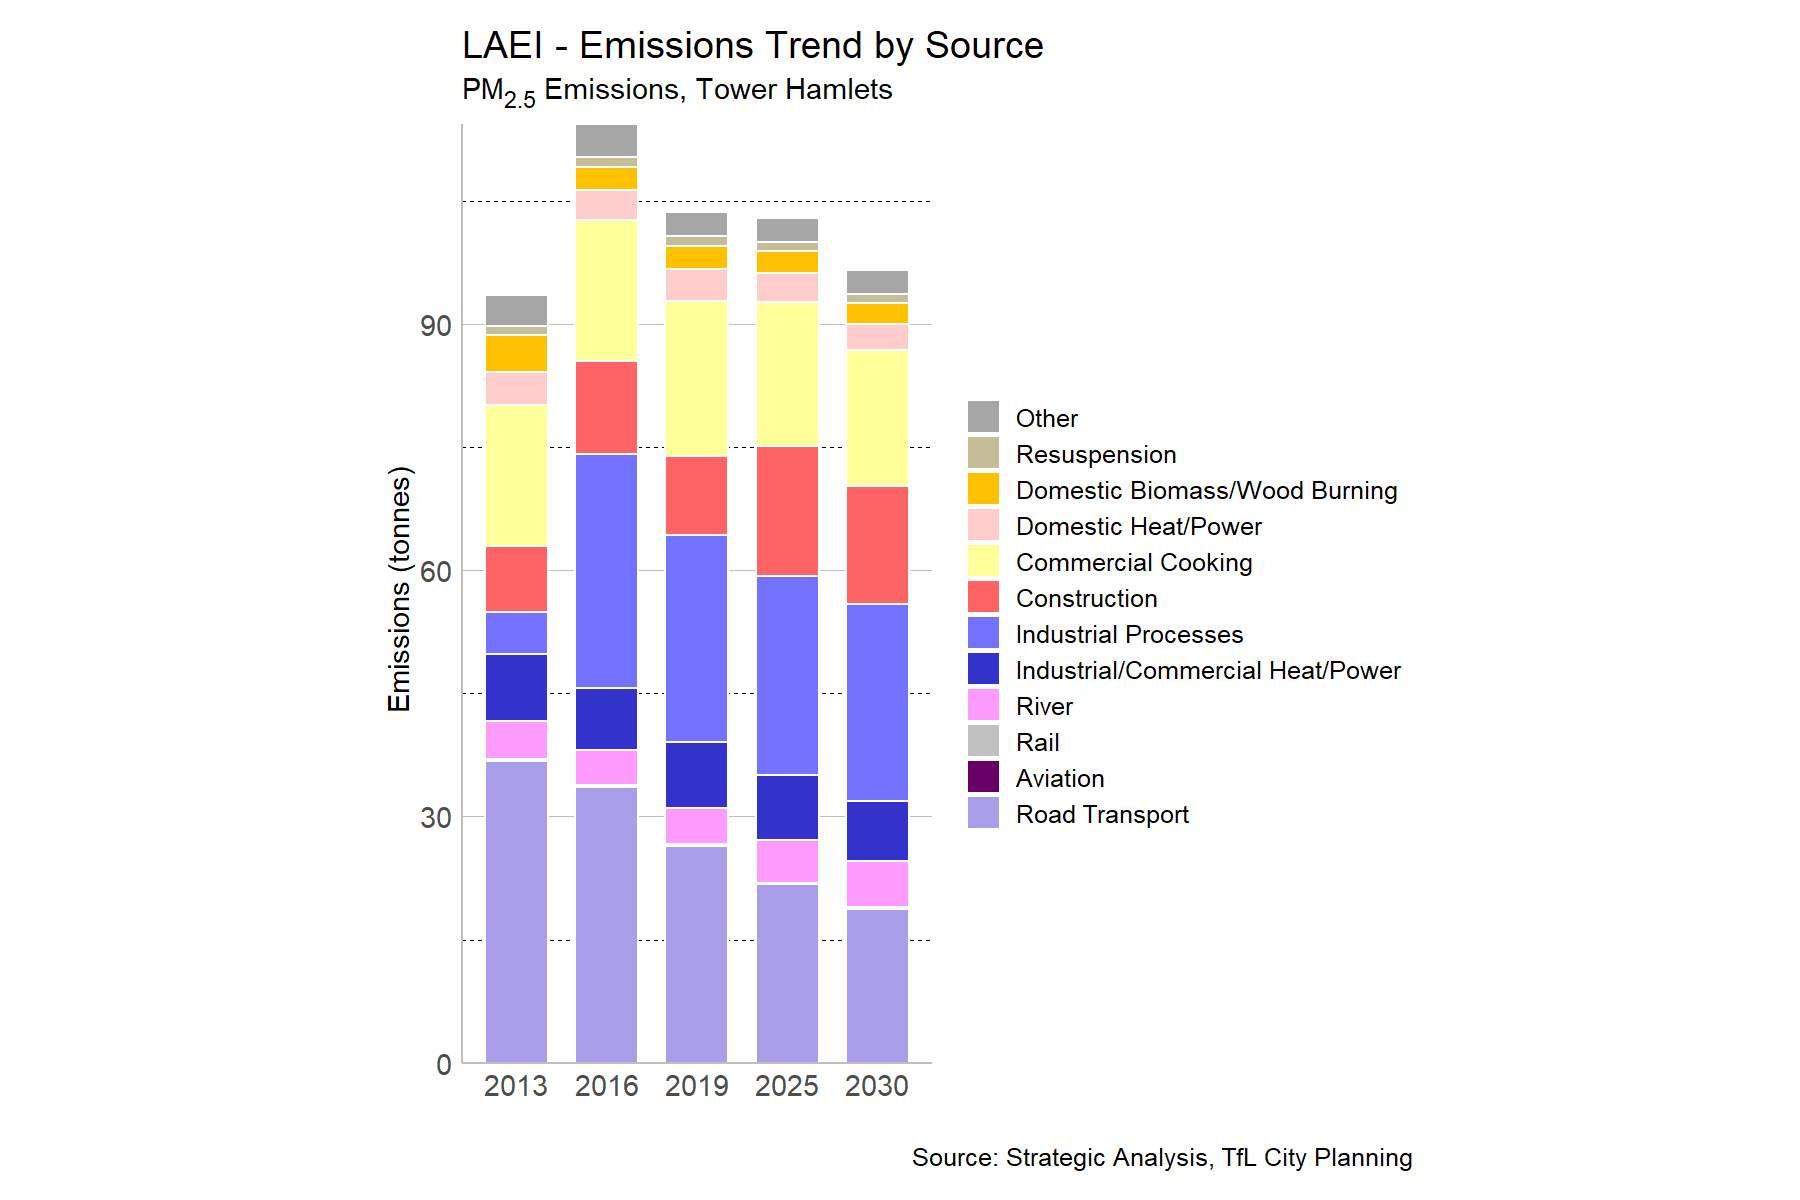 LAEI - Emissions Trend by Source
PM2.5 Emissions, Tower Hamlets
Emissions (tonnes)
90
60
30
0
2013 2016 2019 2025 2030
Other
Resuspension
Domestic Biomass/Wood Burning
Domestic Heat/Power
Commercial Cooking
Construction
Industrial Processes
Industrial/Commercial Heat/Power
River
Rail
Aviation
Road Transport
Source: Strategic Analysis, TfL City Planning